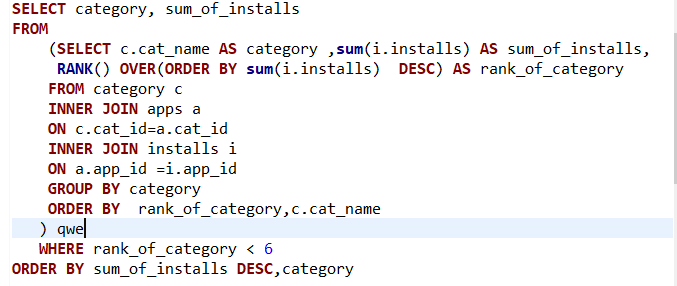 SELECT category, sum_of_installs
FROM
(SELECT c.cat_name AS category ,sum(i.installs) AS sum_of_installs,
RANK() OVER(ORDER BY sum(i.installs)  DESC) AS rank_of_category
FROM category c
INNER JOIN apps a
ON c.cat_id=a.cat_id
INNER JOIN installs i
ON a.app_id =i.app_id
GROUP BY category
ORDER BY  rank_of_category,c.cat_name
) qwe
WHERE rank_of_category < 6
ORDER BY sum_of_installs DESC,category